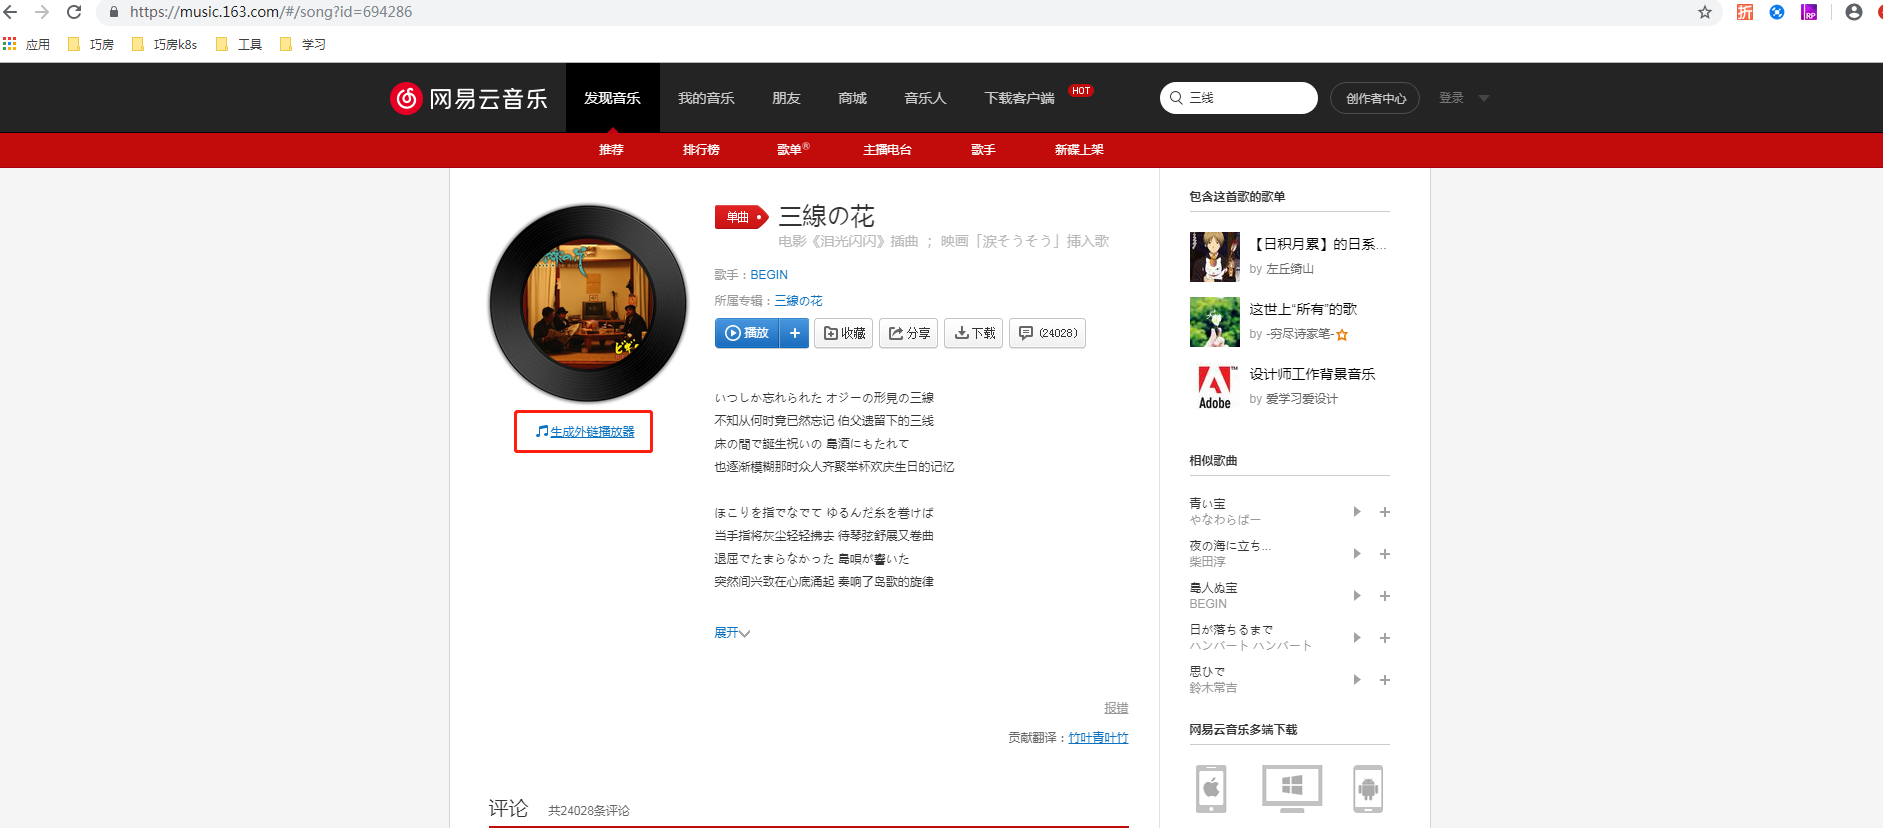 https://music.163.com/#/song?id=694286
应用
巧房
巧房k8s
工具
学习
网易云音乐
发现音乐
我的音乐
朋友
商城
音乐人
下载客户端
HOT
三线
创作者中心
登录
推荐
排行榜
歌单®
主播电台
歌手
新碟上架
单曲
三線の花
电影《泪光闪闪》插曲 ； 映画「涙そうそう」挿入歌
歌手：BEGIN
所属专辑：三線の花
播放
收藏
分享
下载
(24028)
生成外链播放器
いつしか忘れられた オジーの形見の三線
不知从何时竟已然忘记 伯父遗留下的三线
床の間で誕生祝いの 島酒にもたれて
也逐渐模糊那时众人齐聚举杯欢庆生日的记忆
ほこりを指でなでて ゆるんだ糸を巻けば
当手指将灰尘轻轻拂去 待琴弦舒展又卷曲
退屈でたまらなかった 島唄が響いた
突然间兴致在心底涌起 奏响了岛歌的旋律
展开
报错
贡献翻译：竹叶青叶竹
评论
共24028条评论
包含这首歌的歌单
【日积月累】的日系...
by 左丘绮山
这世上“所有”的歌
by -穷尽诗家笔-
设计师工作背景音乐
by 爱学习爱设计
Adobe
相似歌曲
青い宝
やなわらばー
夜の海に立ち...
柴田淳
島人ぬ宝
BEGIN
日が落ちるまで
ハンバート ハンバート
思ひで
鈴木常吉
网易云音乐多端下载